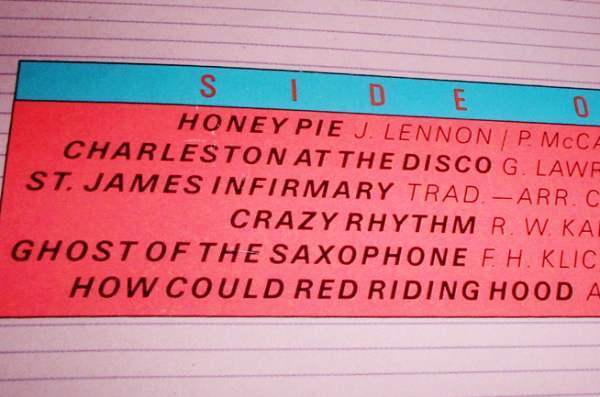 SIDE O
HONEY PIE J. LENNON / P. McCA
CHARLESTON AT THE DISCO G. LAWR
ST. JAMES INFIRMARY TRAD.—ARR. C
CRAZY RHYTHM R. W. KA
GHOST OF THE SAXOPHONE F. H. KLIC
HOW COULD RED RIDING HOOD A